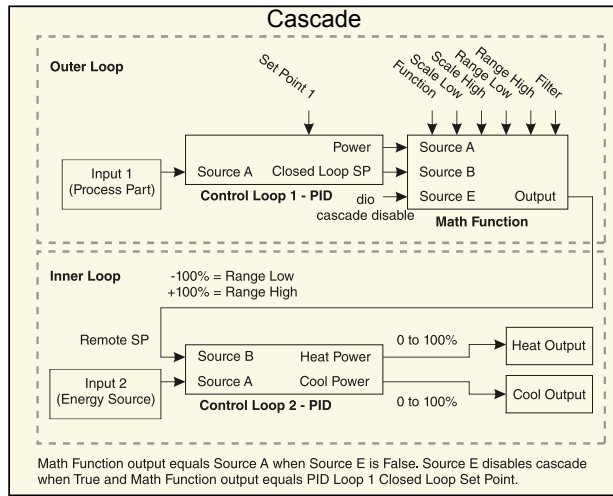 Cascade
Outer Loop
Set Point 1
Function
Scale Low
Scale High
Range Low
Range High
Filter
Input 1
(Process Part)
Source A
Power
Closed Loop SP
Control Loop 1 - PID
dio
cascade disable
Source A
Source B
Source E
Output
Math Function
Inner Loop
-100% = Range Low
+100% = Range High
Remote SP
Input 2
(Energy Source)
Source B
Source A
Heat Power
Cool Power
Control Loop 2 - PID
0 to 100%
0 to 100%
Heat Output
Cool Output
Math Function output equals Source A when Source E is False. Source E disables cascade
when True and Math Function output equals PID Loop 1 Closed Loop Set Point.